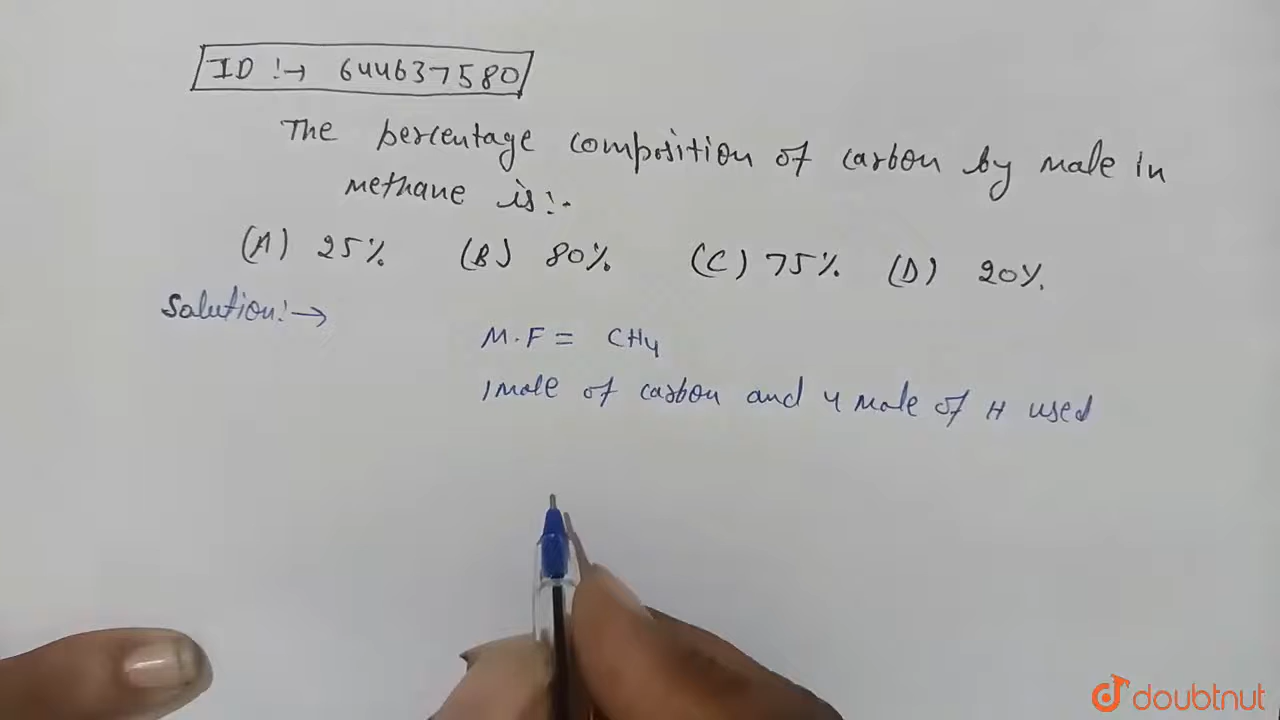 ID :→ 644637580
The percentage composition of carbon by mole in
methane is:-
(A) 25% (B) 80% (C) 75% (D) 20%.
Solution:→
M.F = CH4
1 mole of carbon and 4 mole of H used
doubtnut